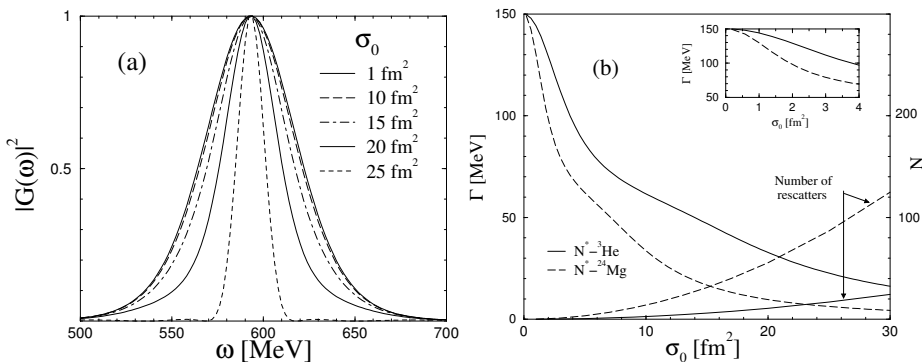 (a)
σ₀
1 fm²
10 fm²
15 fm²
20 fm²
25 fm²
|G(ω)|²
1
0.5
500 550 600 650 700
ω [MeV]
(b)
Γ [MeV]
150
100
50
0
0 10 20 30
σ₀ [fm²]
N
200
100
0
Number of
rescatters
N*-³He
N*-²⁴Mg
Γ [MeV]
150
100
50
0 1 2 3 4
σ₀ [fm²]